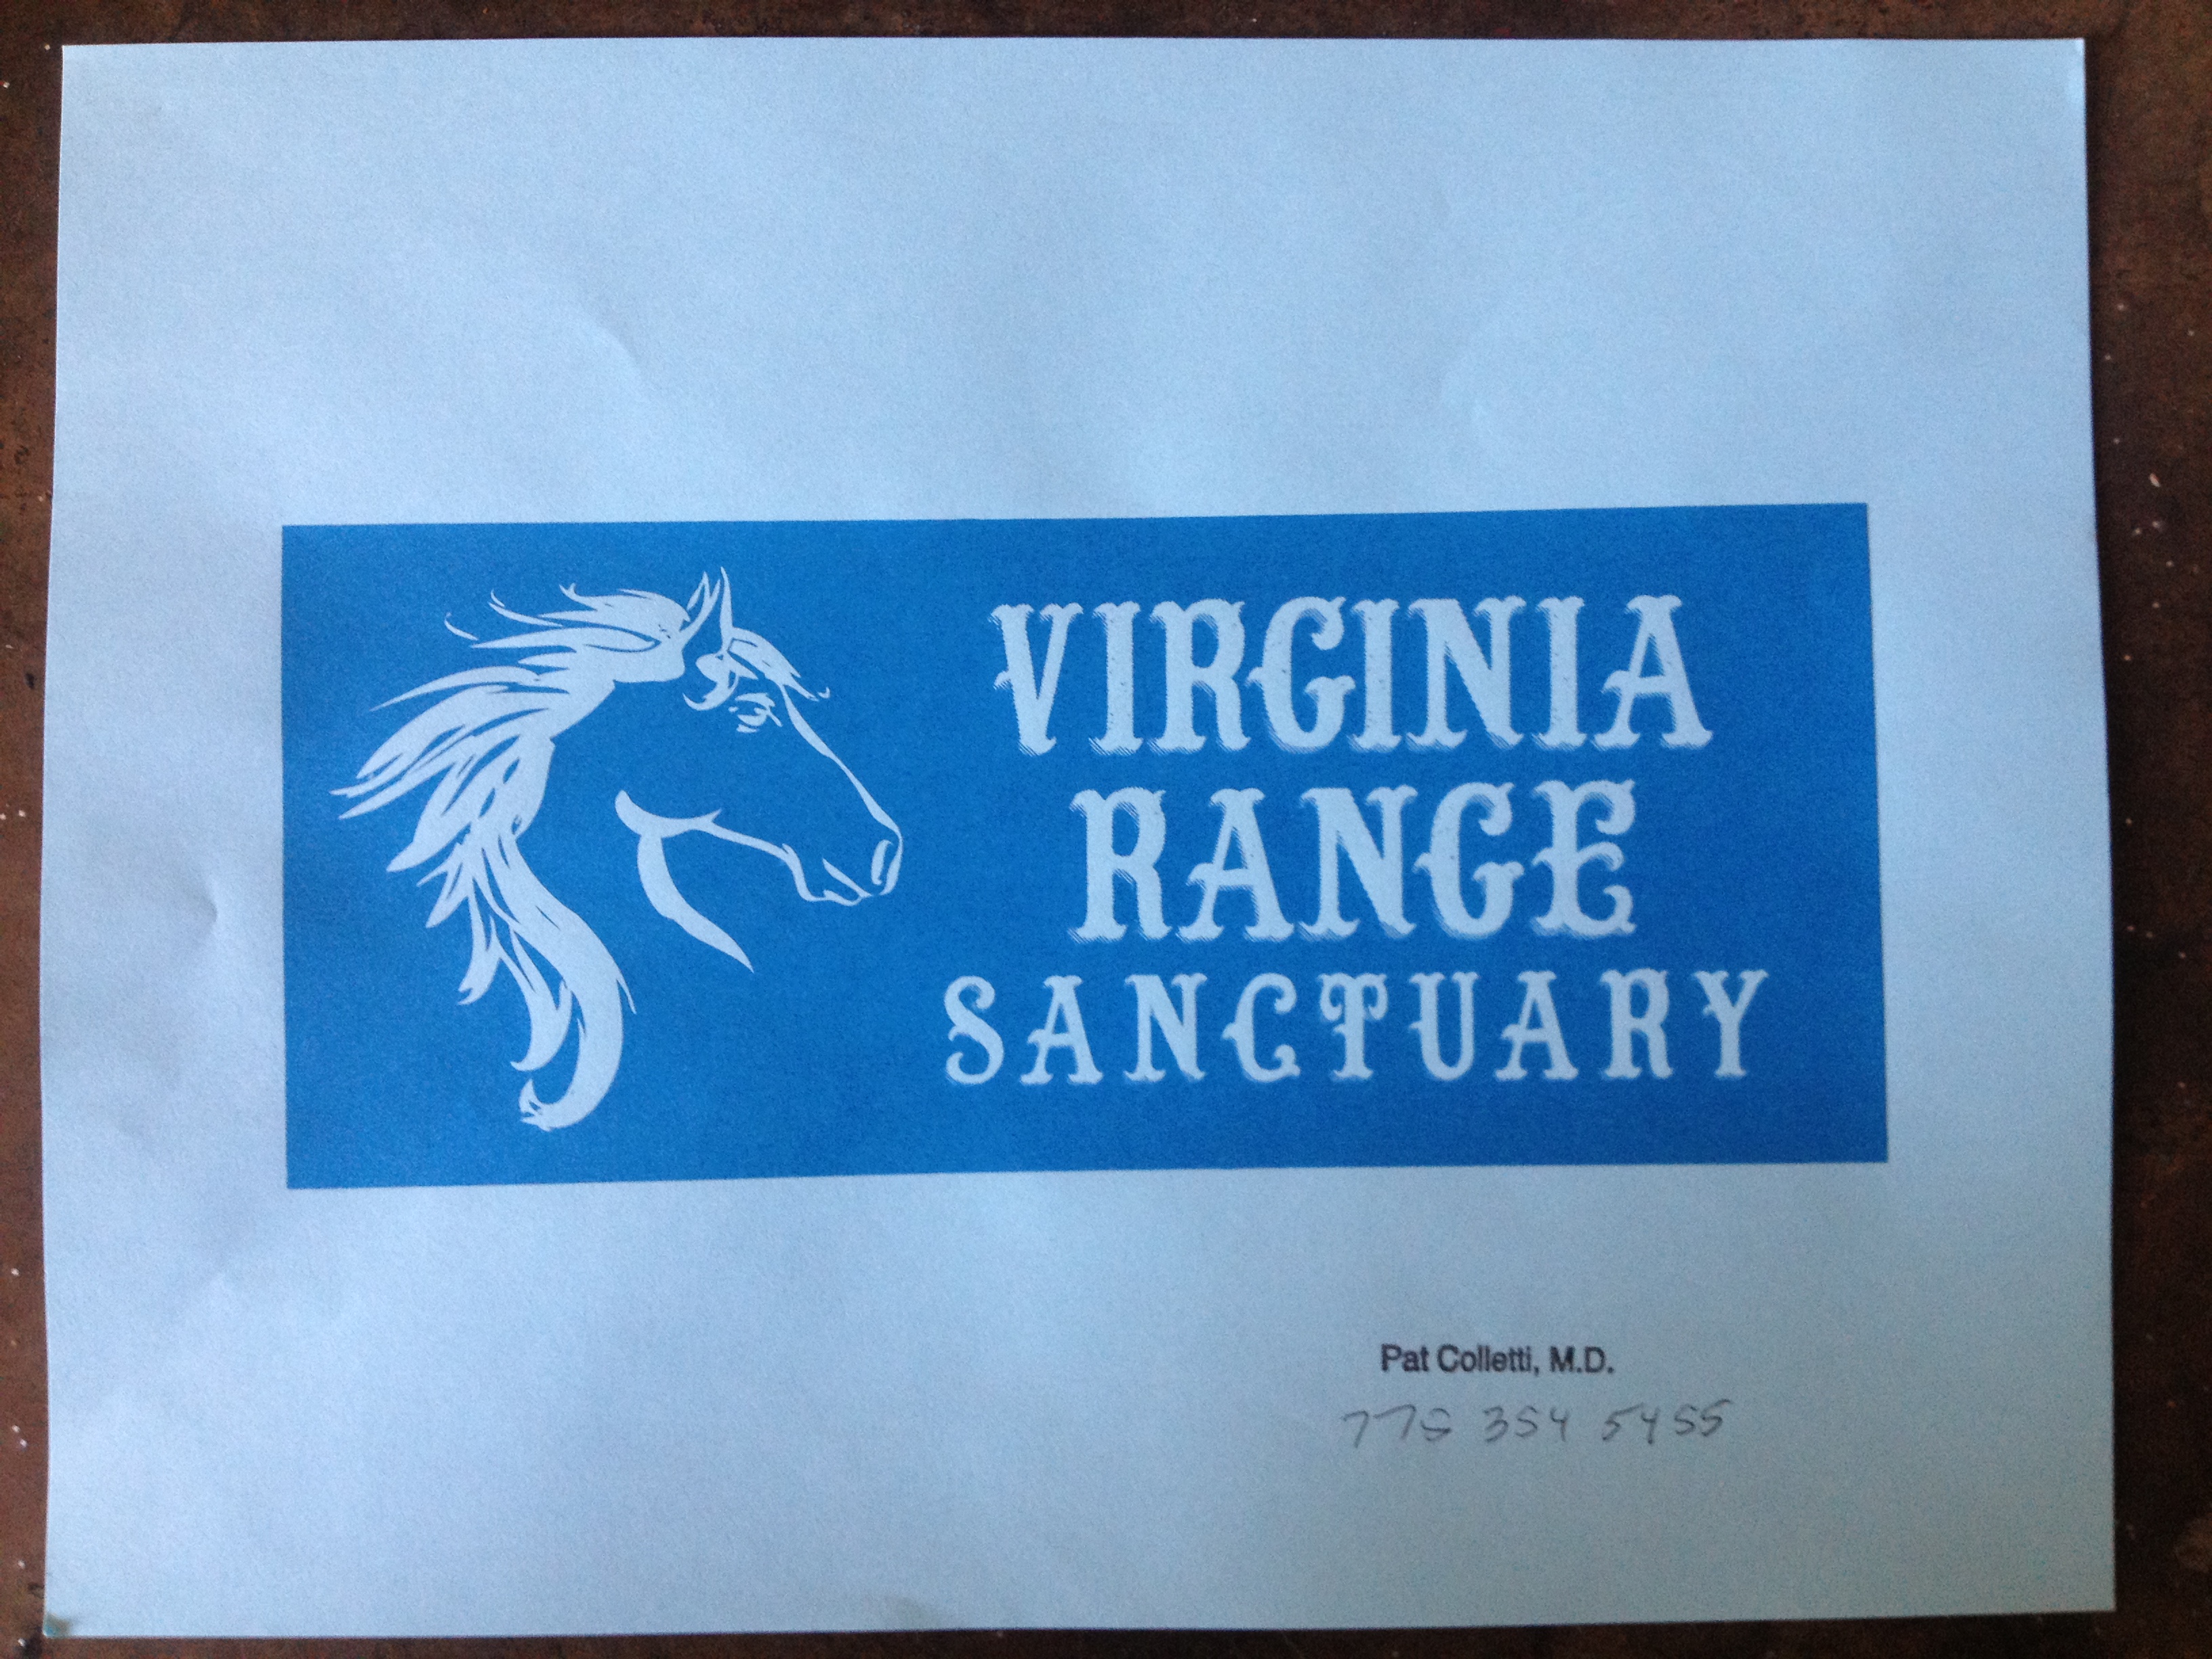 VIRGINIA
RANGE
SANCTUARY
Pat Colletti, M.D.
775 354 5455